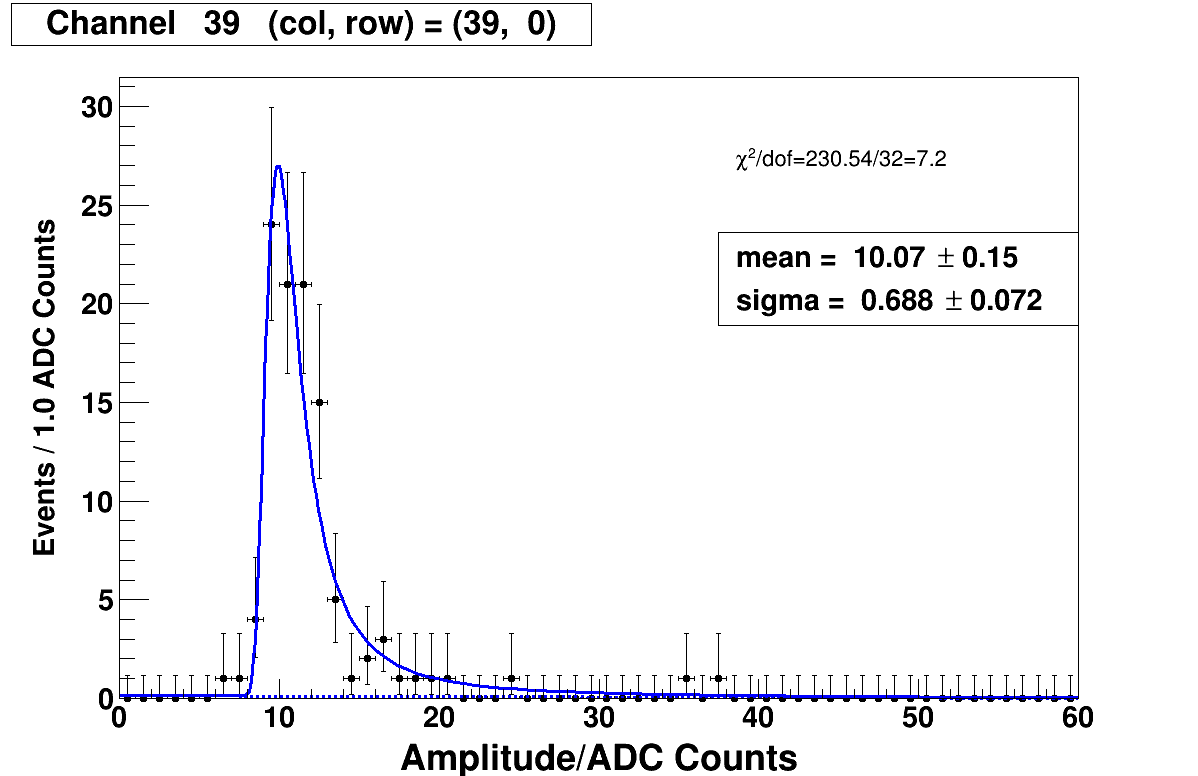 Channel 39 (col, row) = (39, 0)
χ²/dof=230.54/32=7.2
mean = 10.07 ± 0.15
sigma = 0.688 ± 0.072
Events / 1.0 ADC Counts
30
25
20
15
10
5
0
0 10 20 30 40 50 60
Amplitude/ADC Counts